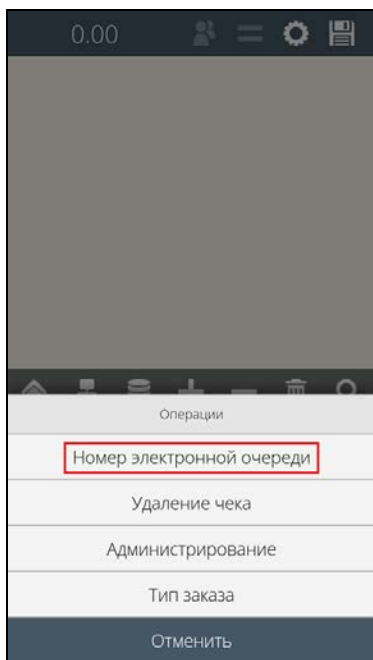 0.00
Операции
Номер электронной очереди
Удаление чека
Администрирование
Тип заказа
Отменить